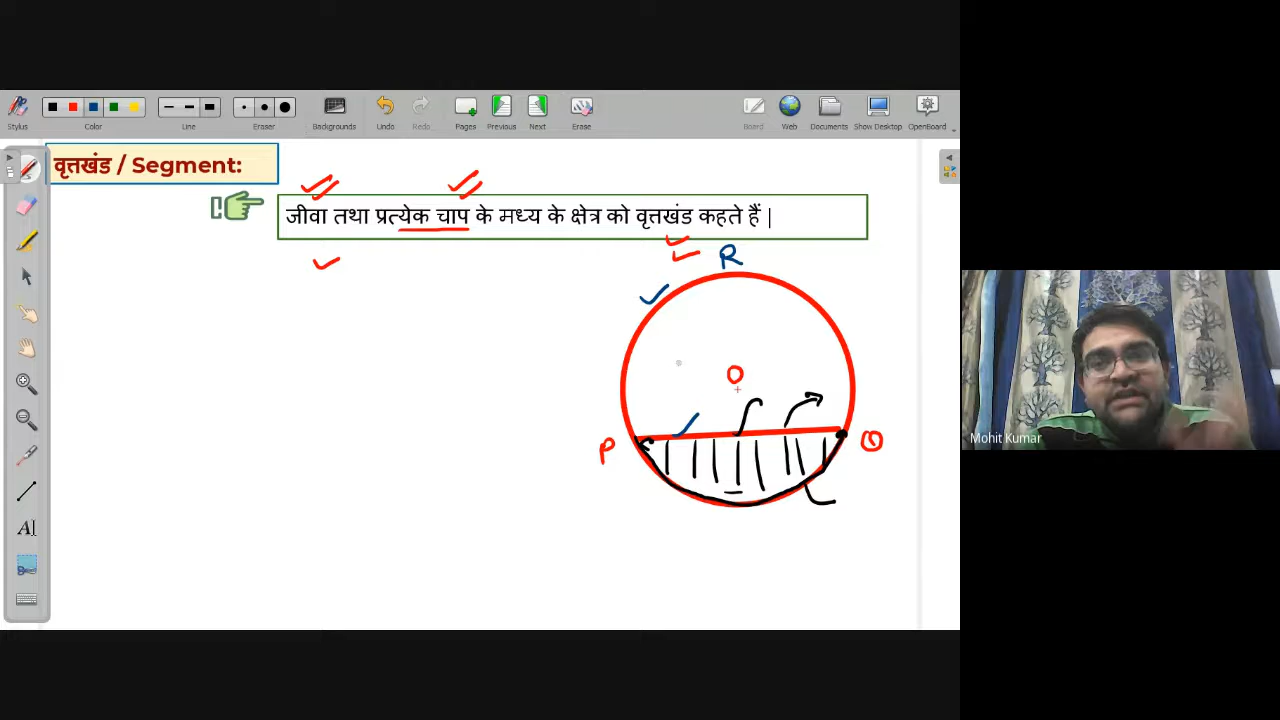 Stylus
Color
Line
Eraser
Backgrounds
Undo
Redo
Pages
Previous
Next
Erase
Board
Web
Documents
Show Desktop
OpenBoard
वृत्तखंड / Segment:
जीवा तथा प्रत्येक चाप के मध्य के क्षेत्र को वृत्तखंड कहते हैं |
R
O
P
Q
Mohit Kumar